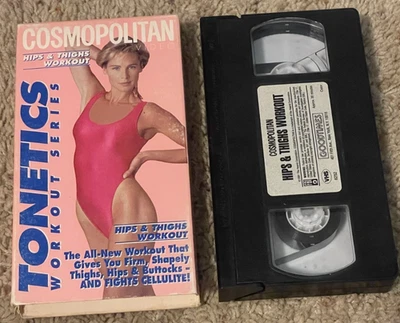 COSMOPOLITAN
HIPS & THIGHS
WORKOUT
TONETICS
WORKOUT SERIES
HIPS & THIGHS
WORKOUT
The All-New Workout That
Gives You Firm, Shapely
Thighs, Hips & Buttocks –
AND FIGHTS CELLULITE!
COSMOPOLITAN
HIPS & THIGHS WORKOUT
GOODTIMES
VHS